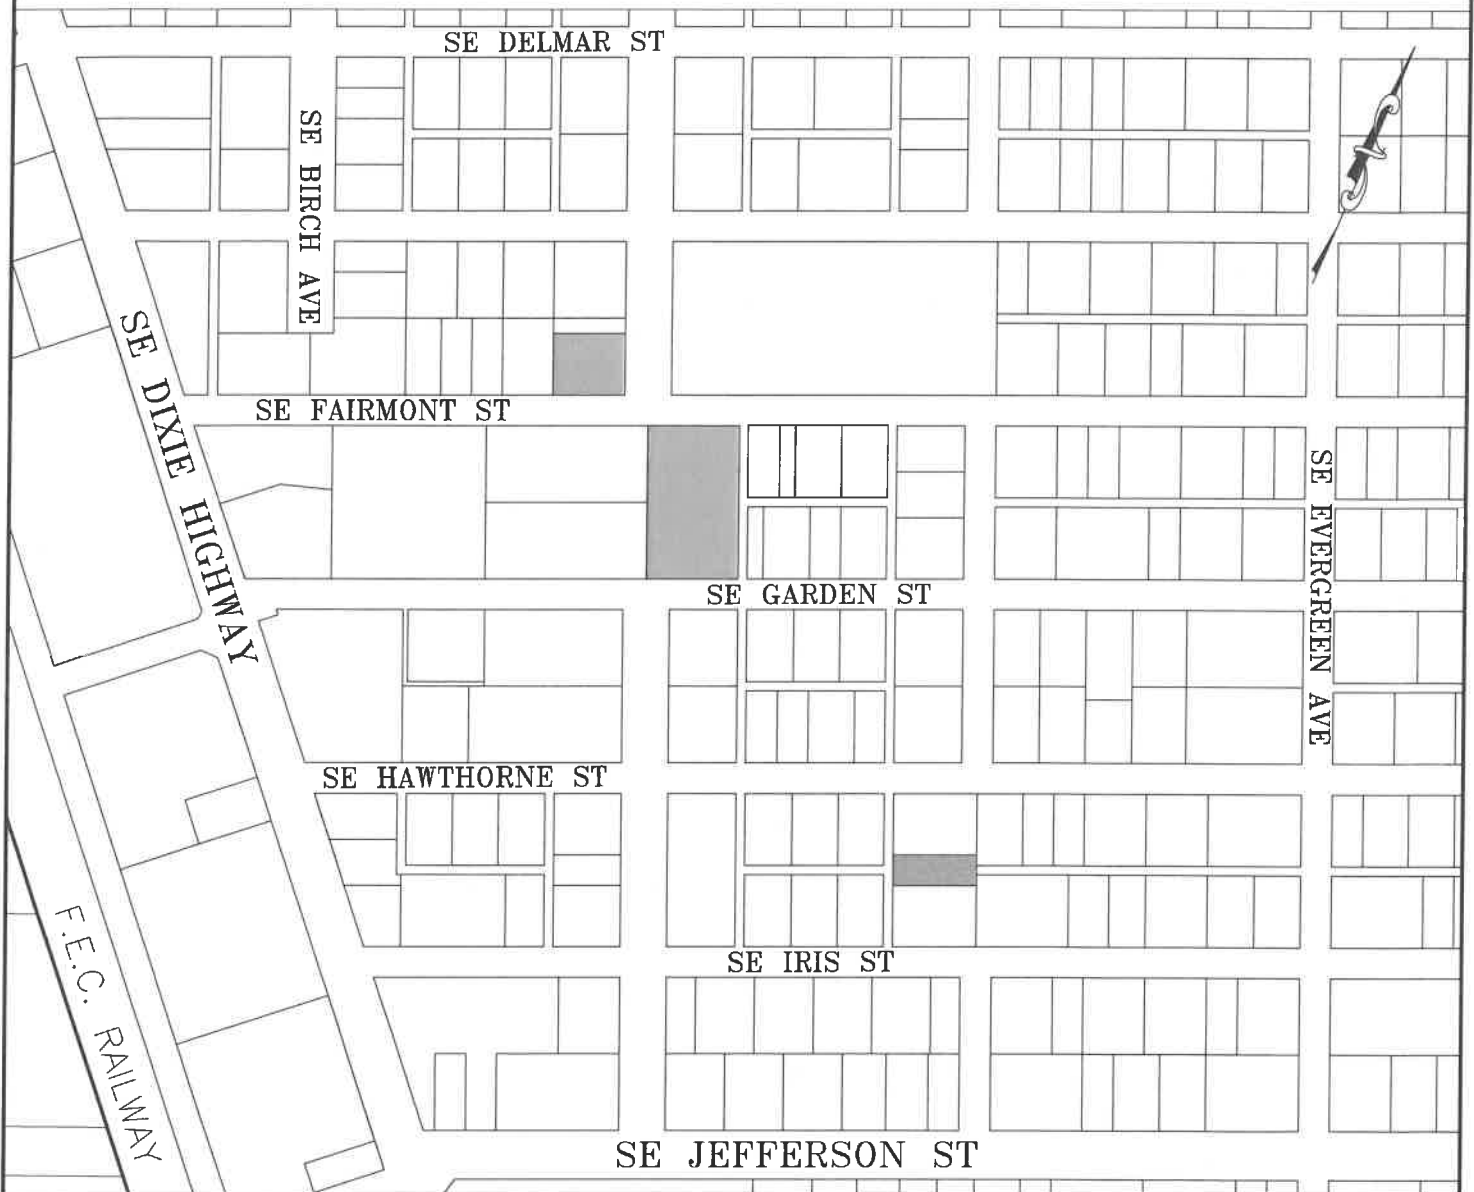 SE DELMAR ST
SE BIRCH AVE
SE DIXIE HIGHWAY
SE FAIRMONT ST
SE EVERGREEN AVE
SE GARDEN ST
SE HAWTHORNE ST
F.E.C. RAILWAY
SE IRIS ST
SE JEFFERSON ST